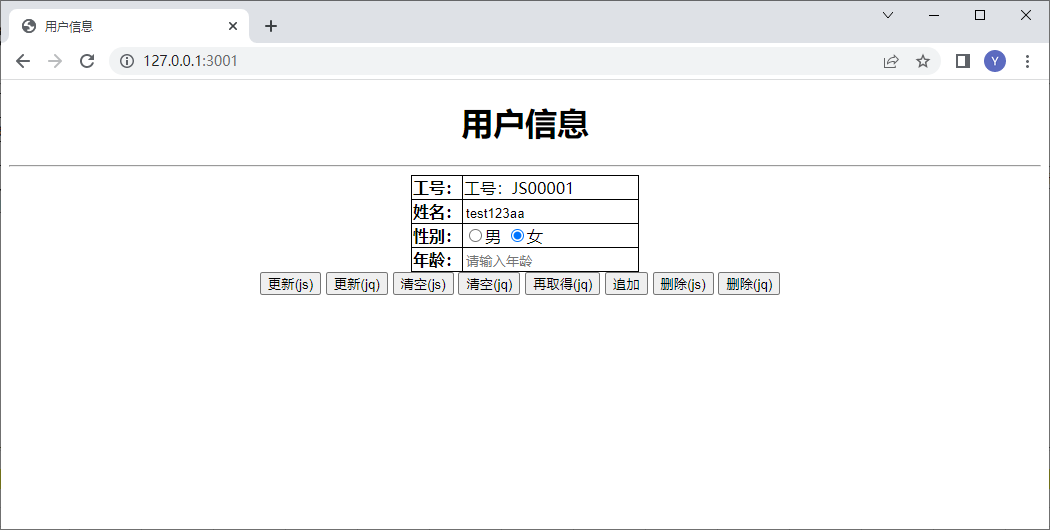 用户信息
127.0.0.1:3001
Y
用户信息
工号： 工号：JS00001
姓名： test123aa
性别： 男 女
年龄： 请输入年龄
更新(js) 更新(jq) 清空(js) 清空(jq) 再取得(jq) 追加 删除(js) 删除(jq)